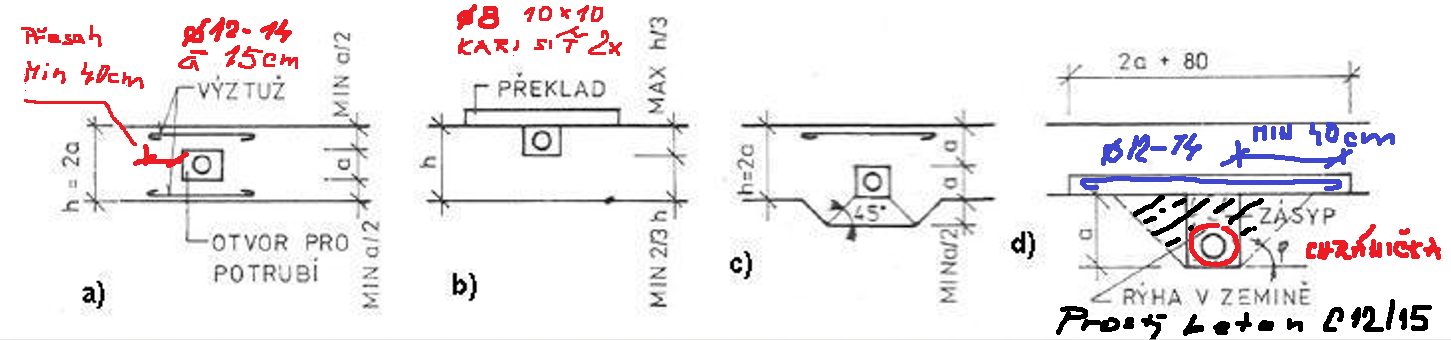 Přesah
Min 40cm
Ø12-14
ā 15cm
VÝZTUŽ
MIN a/2
a
MIN a/2
h = 2a
OTVOR PRO
POTRUBÍ
a)
Ø8 10×10
KARI SÍŤ 2x
PŘEKLAD
MAX h/3
h
MIN 2/3 h
b)
h=2a
a
a
45°
MIN a/2
c)
2a + 80
Ø12-14
MIN 40cm
a
ZÁSYP
φ
CHRÁNIČKA
RÝHA V ZEMINĚ
d)
Prostý beton C12/15